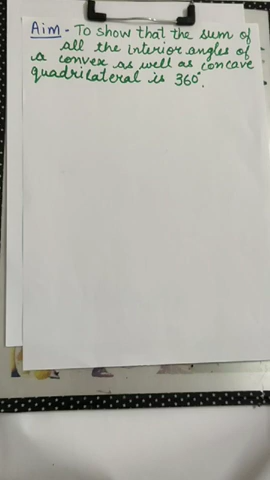 Aim - To show that the sum of
all the interior angles of
a convex as well as concave
quadrilateral is 360°.